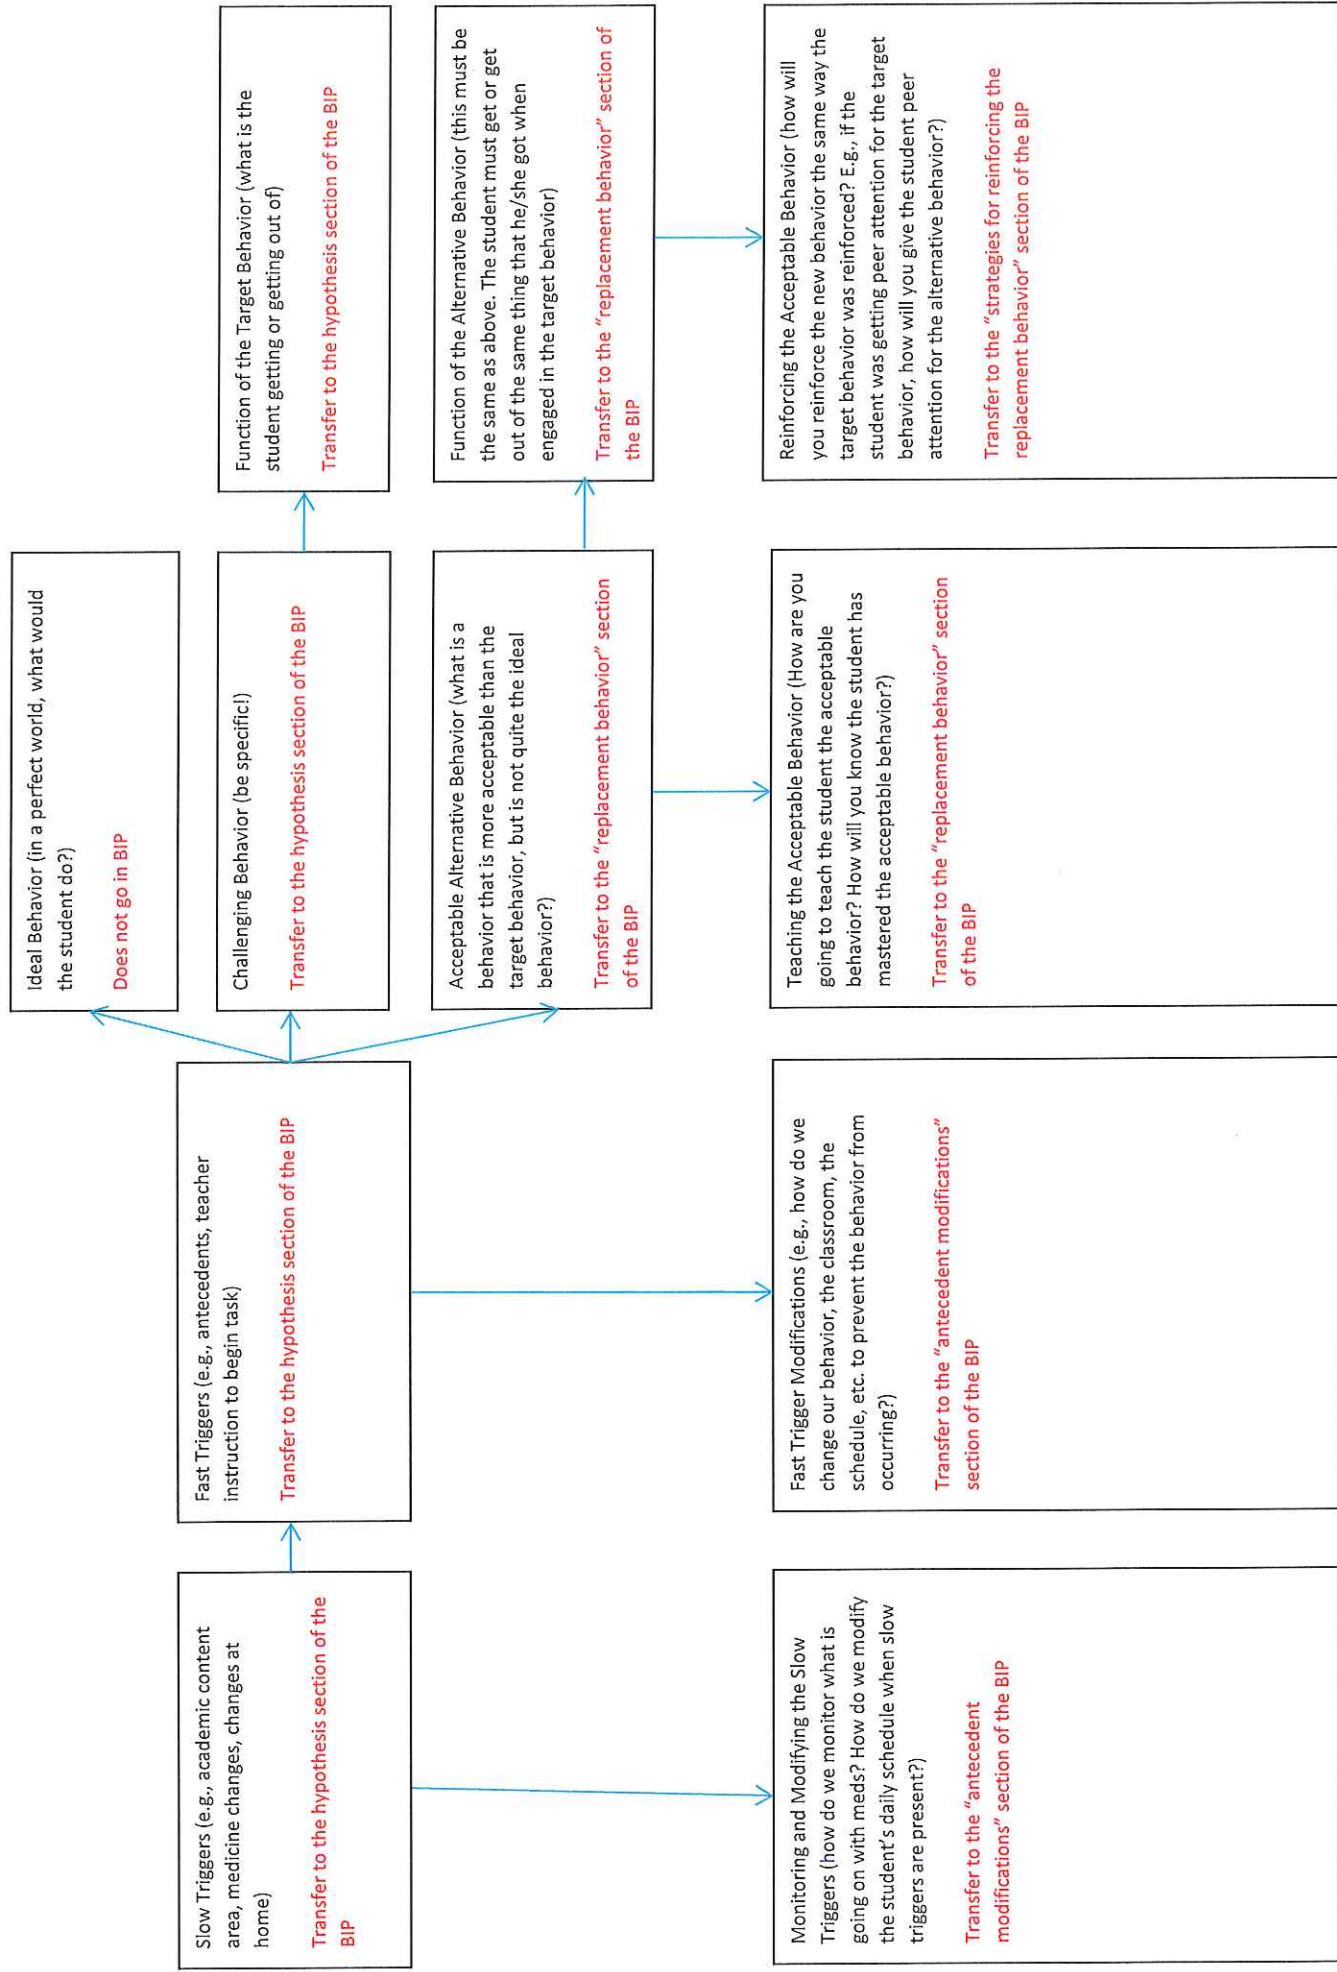 Ideal Behavior (in a perfect world, what would
the student do?)
Does not go in BIP
Slow Triggers (e.g., academic content
area, medicine changes, changes at
home)
Transfer to the hypothesis section of the
BIP
Fast Triggers (e.g., antecedents, teacher
instruction to begin task)
Transfer to the hypothesis section of the BIP
Challenging Behavior (be specific!)
Transfer to the hypothesis section of the BIP
Function of the Target Behavior (what is the
student getting or getting out of)
Transfer to the hypothesis section of the BIP
Acceptable Alternative Behavior (what is a
behavior that is more acceptable than the
target behavior, but is not quite the ideal
behavior?)
Transfer to the “replacement behavior” section
of the BIP
Function of the Alternative Behavior (this must be
the same as above. The student must get or get
out of the same thing that he/she got when
engaged in the target behavior)
Transfer to the “replacement behavior” section of
the BIP
Monitoring and Modifying the Slow
Triggers (how do we monitor what is
going on with meds? How do we modify
the student’s daily schedule when slow
triggers are present?)
Transfer to the “antecedent
modifications” section of the BIP
Fast Trigger Modifications (e.g., how do we
change our behavior, the classroom, the
schedule, etc. to prevent the behavior from
occurring?)
Transfer to the “antecedent modifications”
section of the BIP
Teaching the Acceptable Behavior (How are you
going to teach the student the acceptable
behavior? How will you know the student has
mastered the acceptable behavior?)
Transfer to the “replacement behavior” section
of the BIP
Reinforcing the Acceptable Behavior (how will
you reinforce the new behavior the same way the
target behavior was reinforced? E.g., if the
student was getting peer attention for the target
behavior, how will you give the student peer
attention for the alternative behavior?)
Transfer to the “strategies for reinforcing the
replacement behavior” section of the BIP